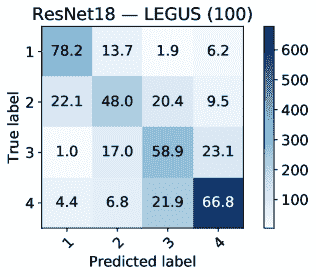 ResNet18 — LEGUS (100)
1 78.2 13.7 1.9 6.2
2 22.1 48.0 20.4 9.5
3 1.0 17.0 58.9 23.1
4 4.4 6.8 21.9 66.8
1 2 3 4
True label
Predicted label
600
500
400
300
200
100